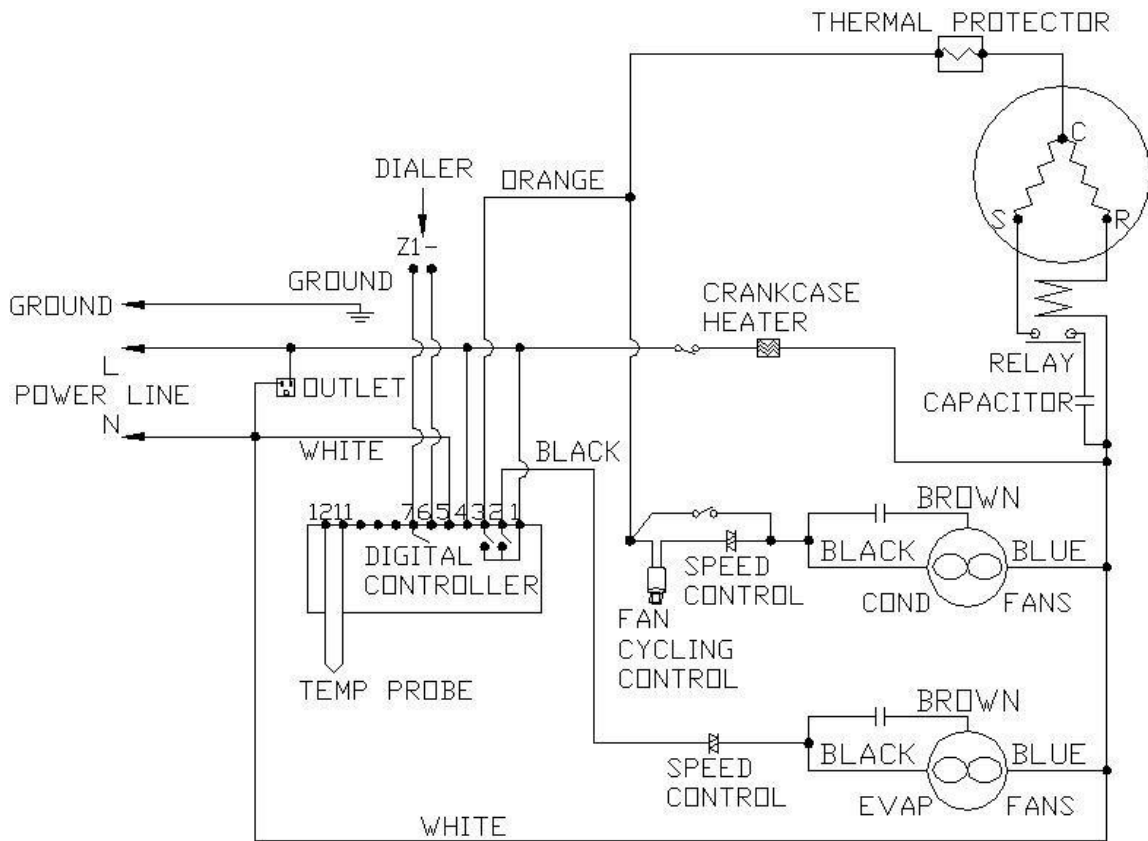 THERMAL PROTECTOR
C
S
R
DIALER
ORANGE
Z1-
GROUND
GROUND
CRANKCASE
HEATER
L
POWER LINE
N
OUTLET
RELAY
CAPACITOR
WHITE
BLACK
1211
7654321
DIGITAL
CONTROLLER
TEMP PROBE
BROWN
BLACK
BLUE
SPEED
CONTROL
COND
FANS
FAN
CYCLING
CONTROL
BROWN
BLACK
BLUE
SPEED
CONTROL
EVAP
FANS
WHITE